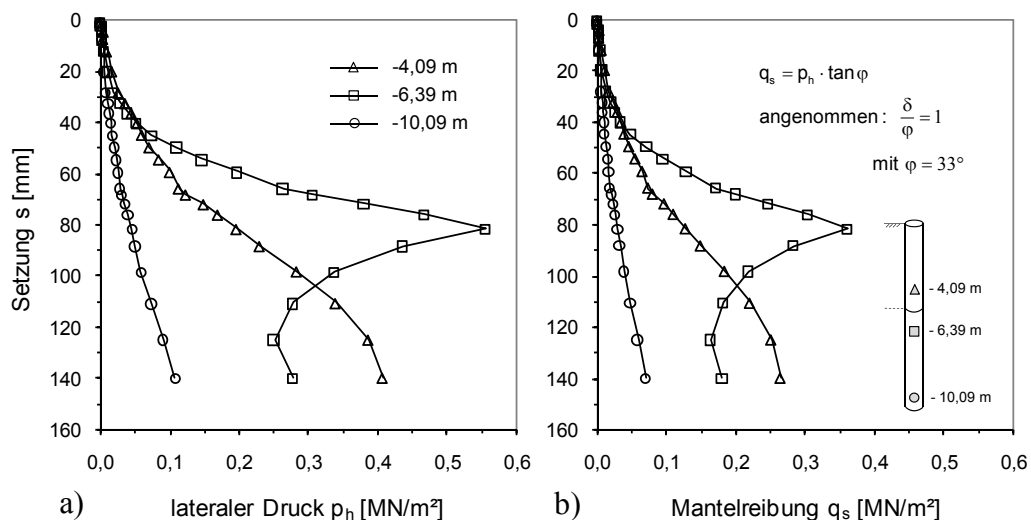 0
20
40
60
80
100
120
140
160
Setzung s [mm]
-4,09 m
-6,39 m
-10,09 m
0,0 0,1 0,2 0,3 0,4 0,5 0,6
a) lateraler Druck p_h [MN/m²]
0
20
40
60
80
100
120
140
160
q_s = p_h · tan φ
angenommen : δ/φ = 1
mit φ = 33°
- 4,09 m
- 6,39 m
- 10,09 m
0,0 0,1 0,2 0,3 0,4 0,5 0,6
b) Mantelreibung q_s [MN/m²]